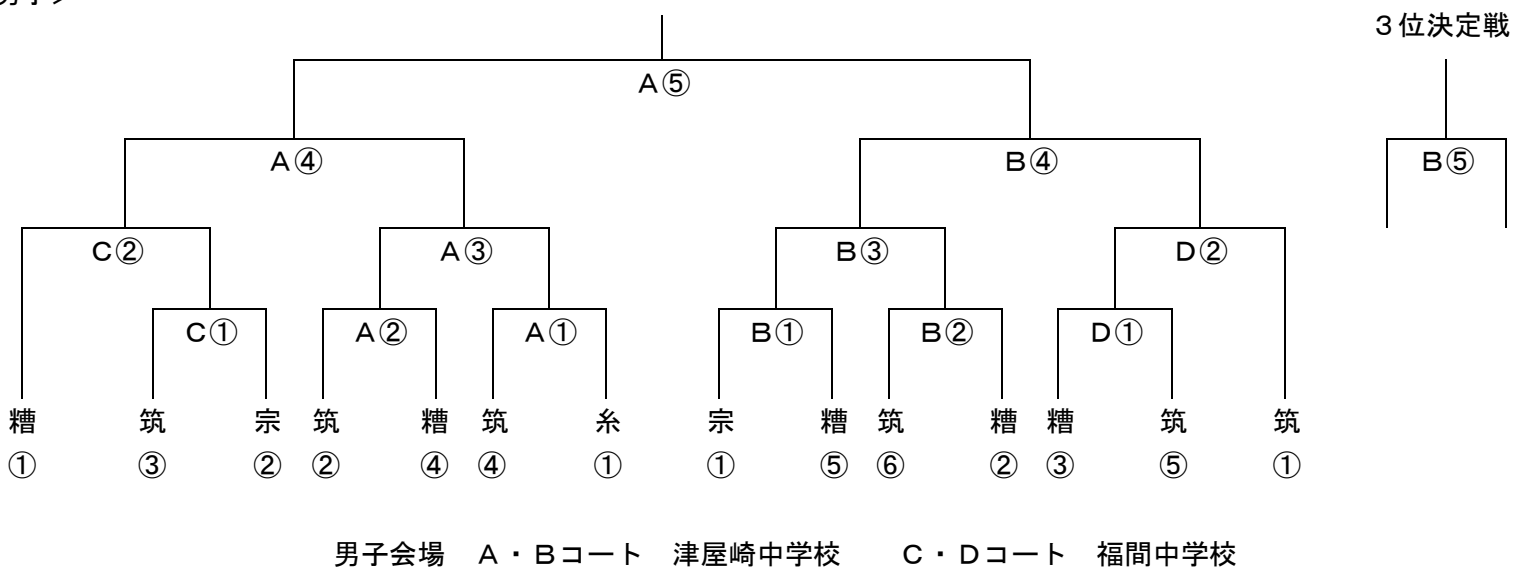 ３位決定戦
Ａ⑤
Ａ④ Ｂ④ Ｂ⑤
Ｃ② Ａ③ Ｂ③ Ｄ②
Ｃ① Ａ② Ａ① Ｂ① Ｂ② Ｄ①
糟 筑 宗 筑 糟 筑 糸 宗 糟 筑 糟 糟 筑 筑
① ③ ② ② ④ ④ ① ① ⑤ ⑥ ② ③ ⑤ ①
男子会場　Ａ・Ｂコート　津屋崎中学校　　Ｃ・Ｄコート　福間中学校